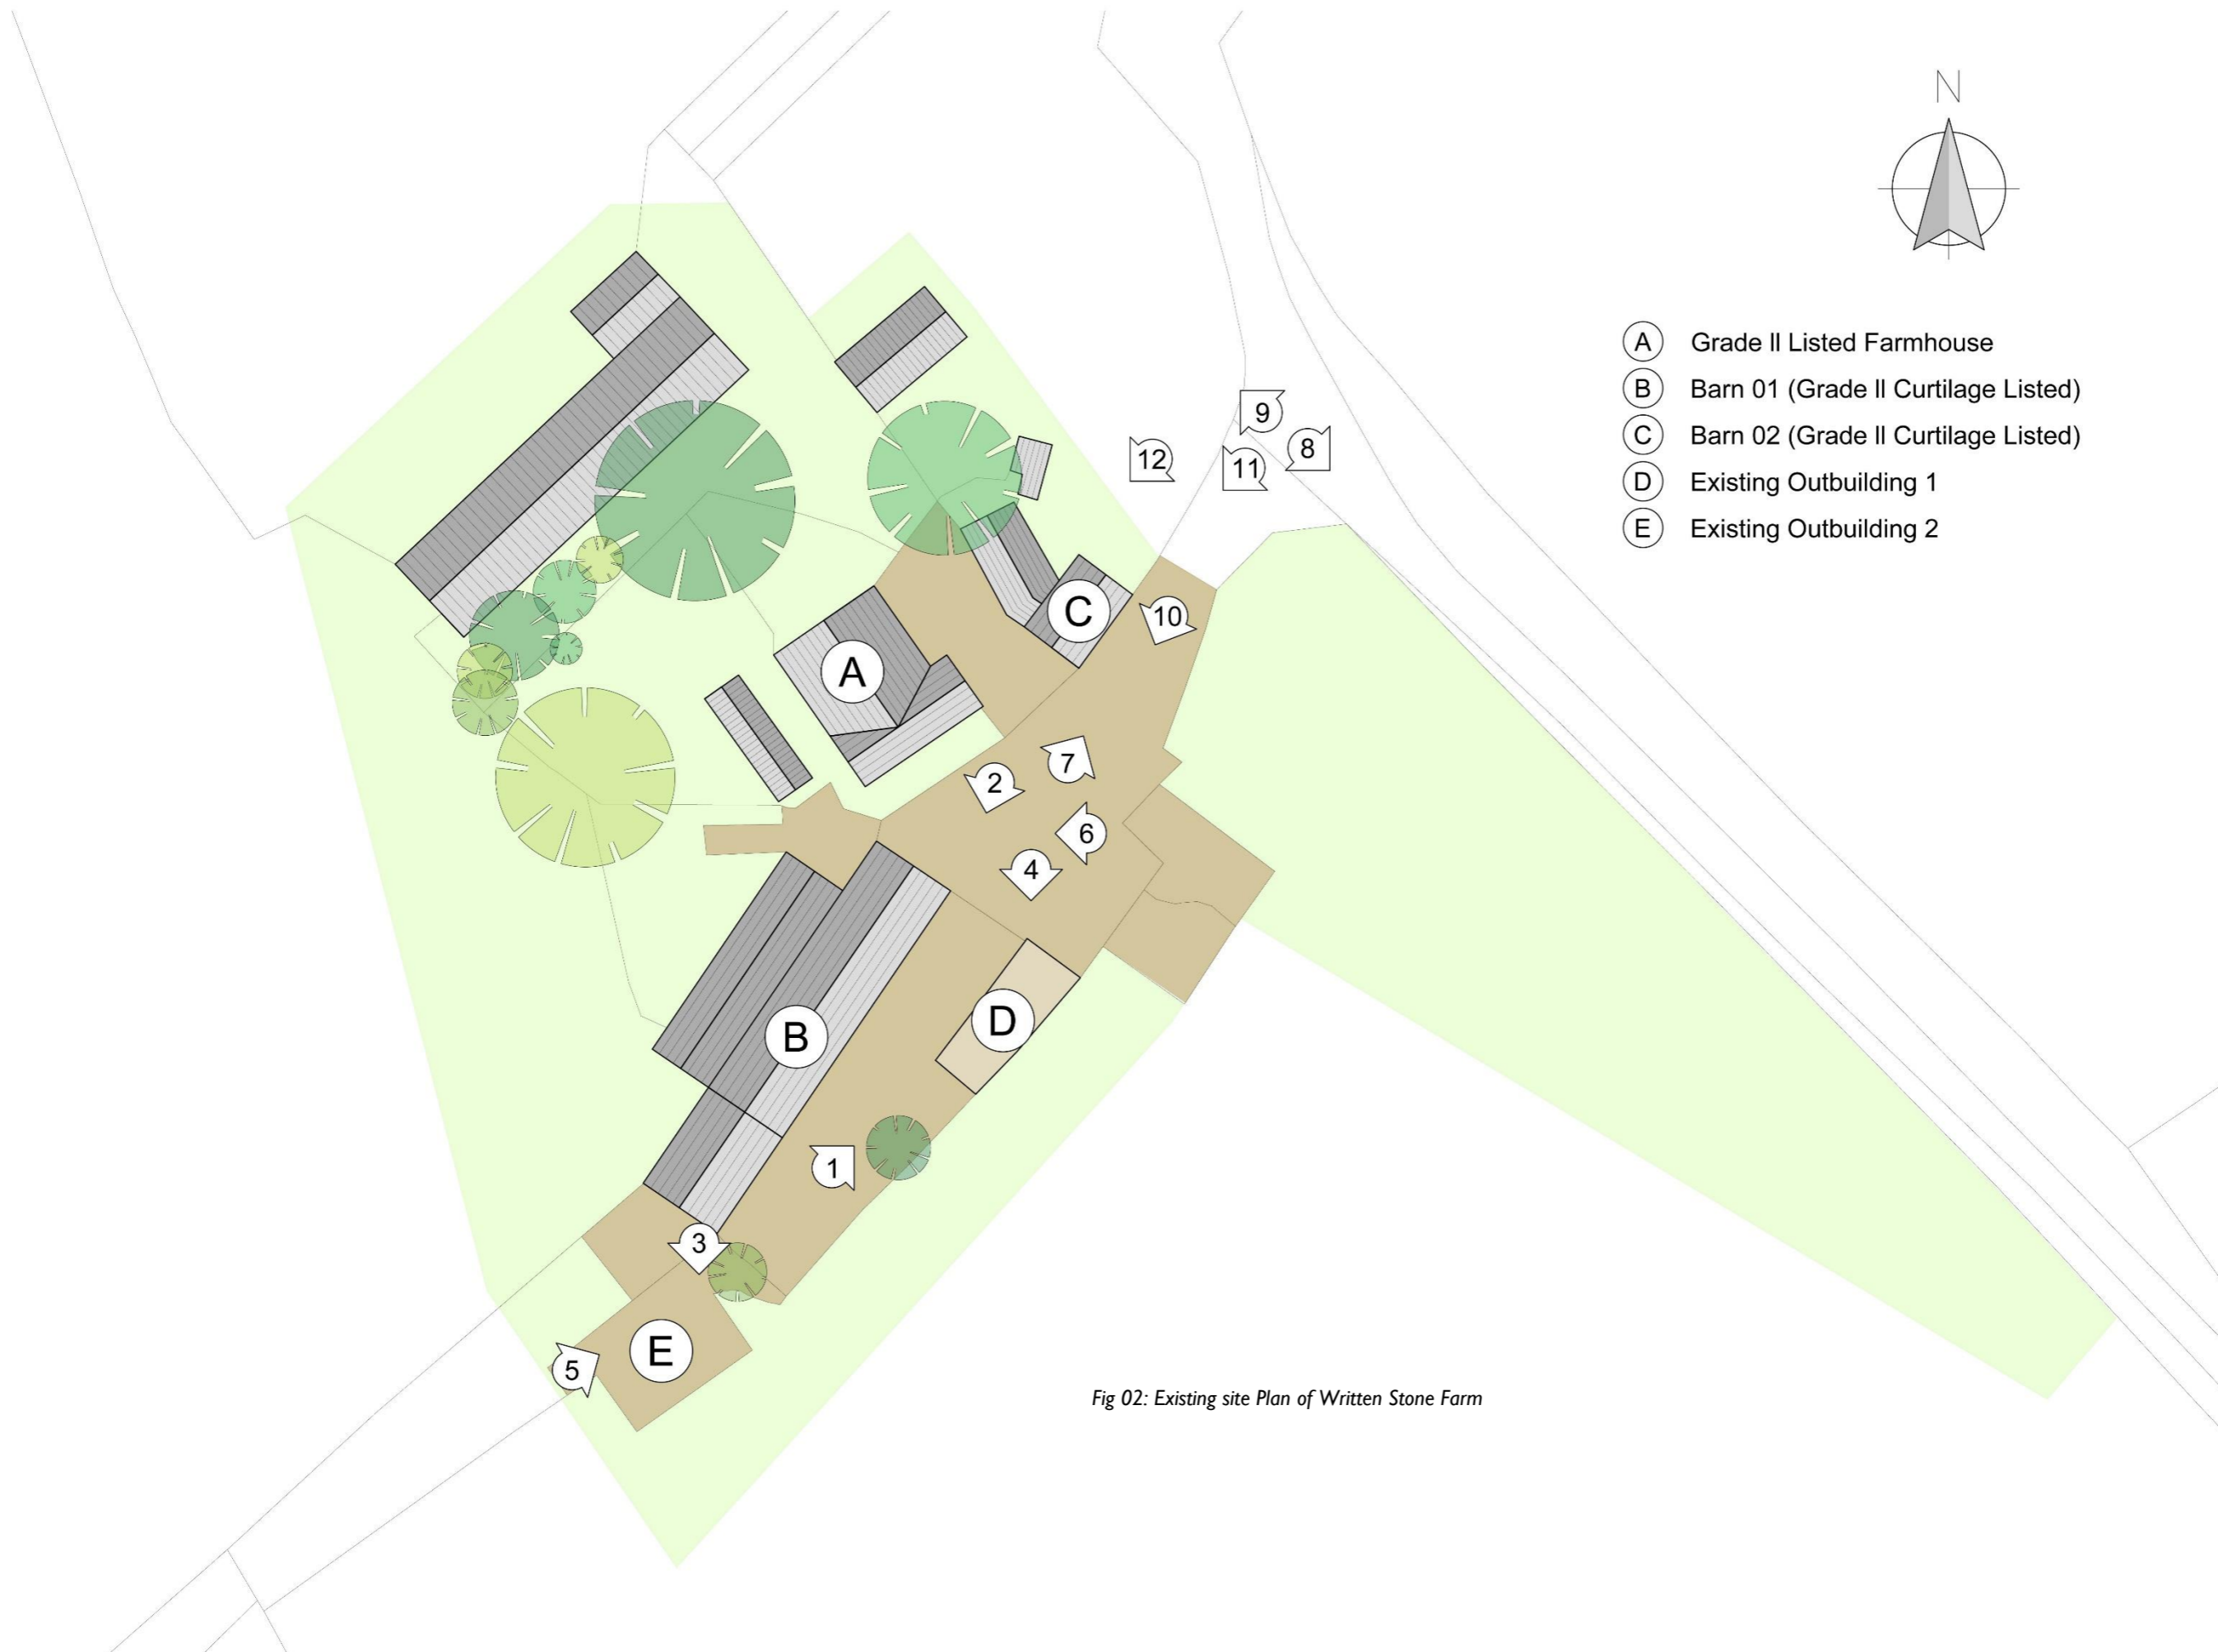 N
A Grade II Listed Farmhouse
B Barn 01 (Grade II Curtilage Listed)
C Barn 02 (Grade II Curtilage Listed)
D Existing Outbuilding 1
E Existing Outbuilding 2
9
12
11
8
C
10
A
7
2
6
4
D
B
1
3
E
5
Fig 02: Existing site Plan of Written Stone Farm